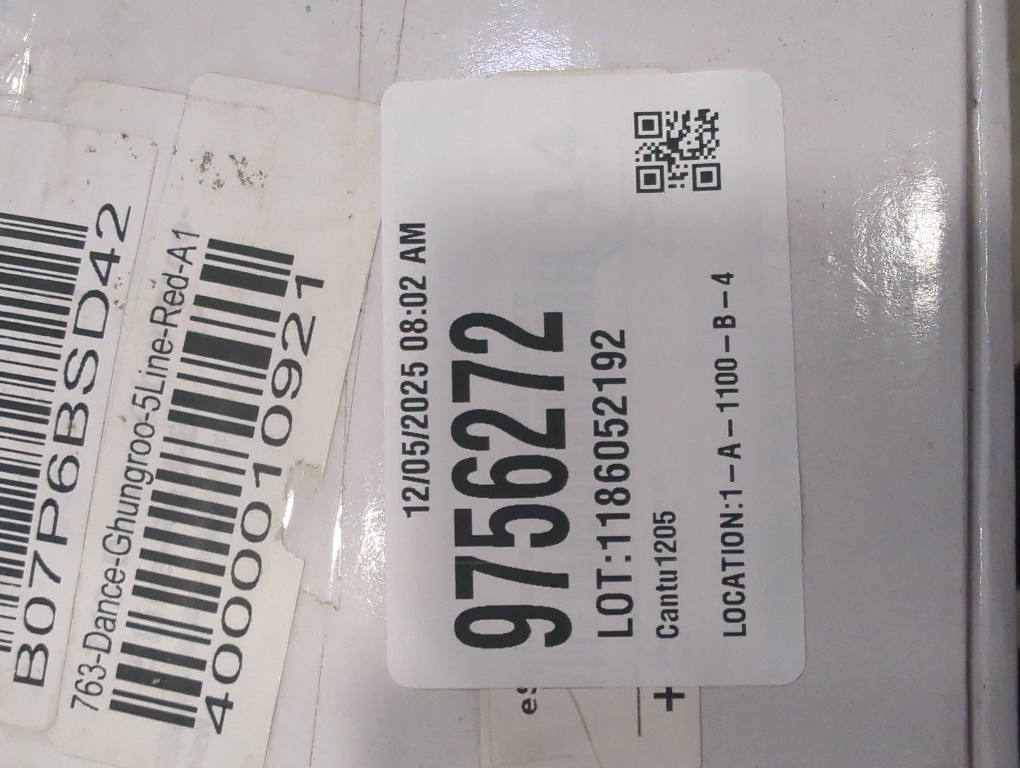 B07P6BSD42
763-Dance-Ghungroo-5Line-Red-A1
4000010921
12/05/2025 08:02 AM
9756272
LOT:1186052192
Cantu1205
LOCATION:1-A-1100-B-4
+